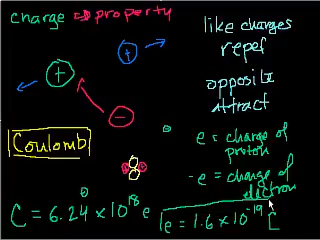 charge ⇒ property
like charges
repel
opposite
attract
+
+
−
Coulomb
e = charge of
proton
-e = charge of
electron
C = 6.24 × 10^18 e
1e = 1.6 × 10^-19 C